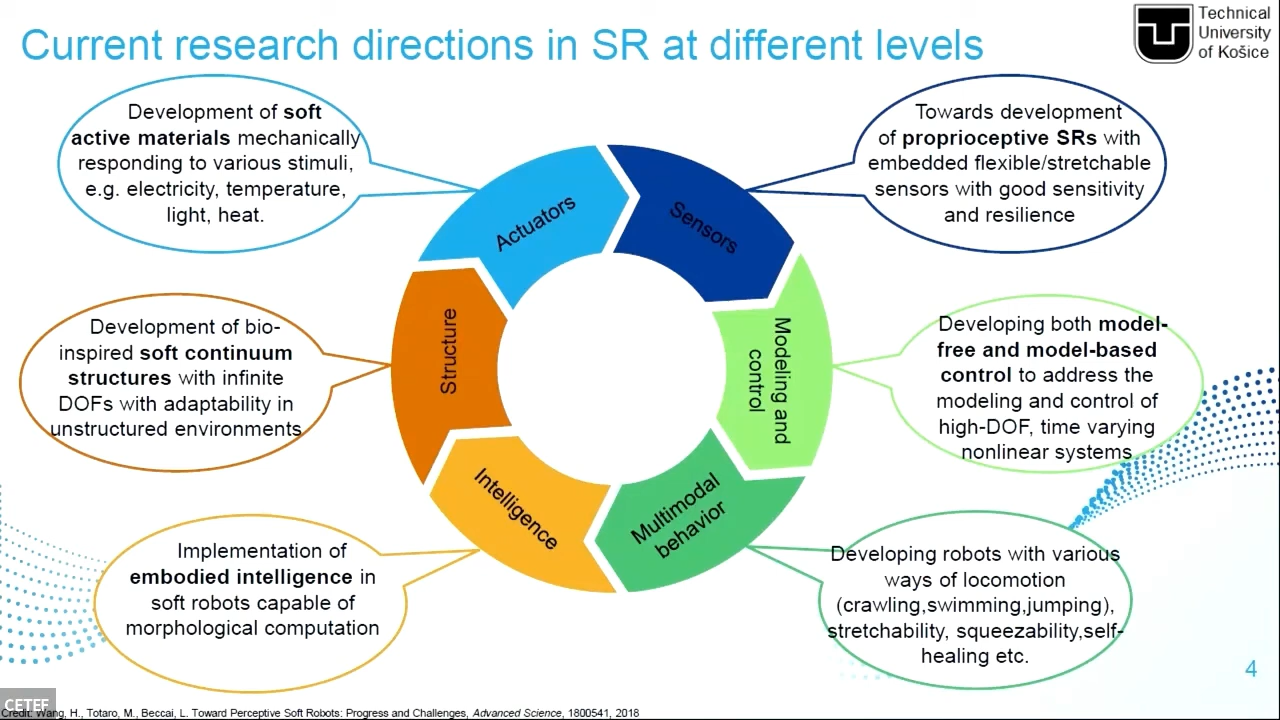 Current research directions in SR at different levels
Technical
University
of Košice
Development of soft
active materials mechanically
responding to various stimuli,
e.g. electricity, temperature,
light, heat.
Towards development
of proprioceptive SRs with
embedded flexible/stretchable
sensors with good sensitivity
and resilience
Actuators
Sensors
Development of bio-
inspired soft continuum
structures with infinite
DOFs with adaptability in
unstructured environments
Structure
Modeling and
control
Developing both model-
free and model-based
control to address the
modeling and control of
high-DOF, time varying
nonlinear systems
Intelligence
Multimodal
behavior
Implementation of
embodied intelligence in
soft robots capable of
morphological computation
Developing robots with various
ways of locomotion
(crawling,swimming,jumping),
stretchability, squeezability,self-
healing etc.
4
CETEF
Credit: Wang, H., Totaro, M., Beccai, L. Toward Perceptive Soft Robots: Progress and Challenges, Advanced Science, 1800541, 2018